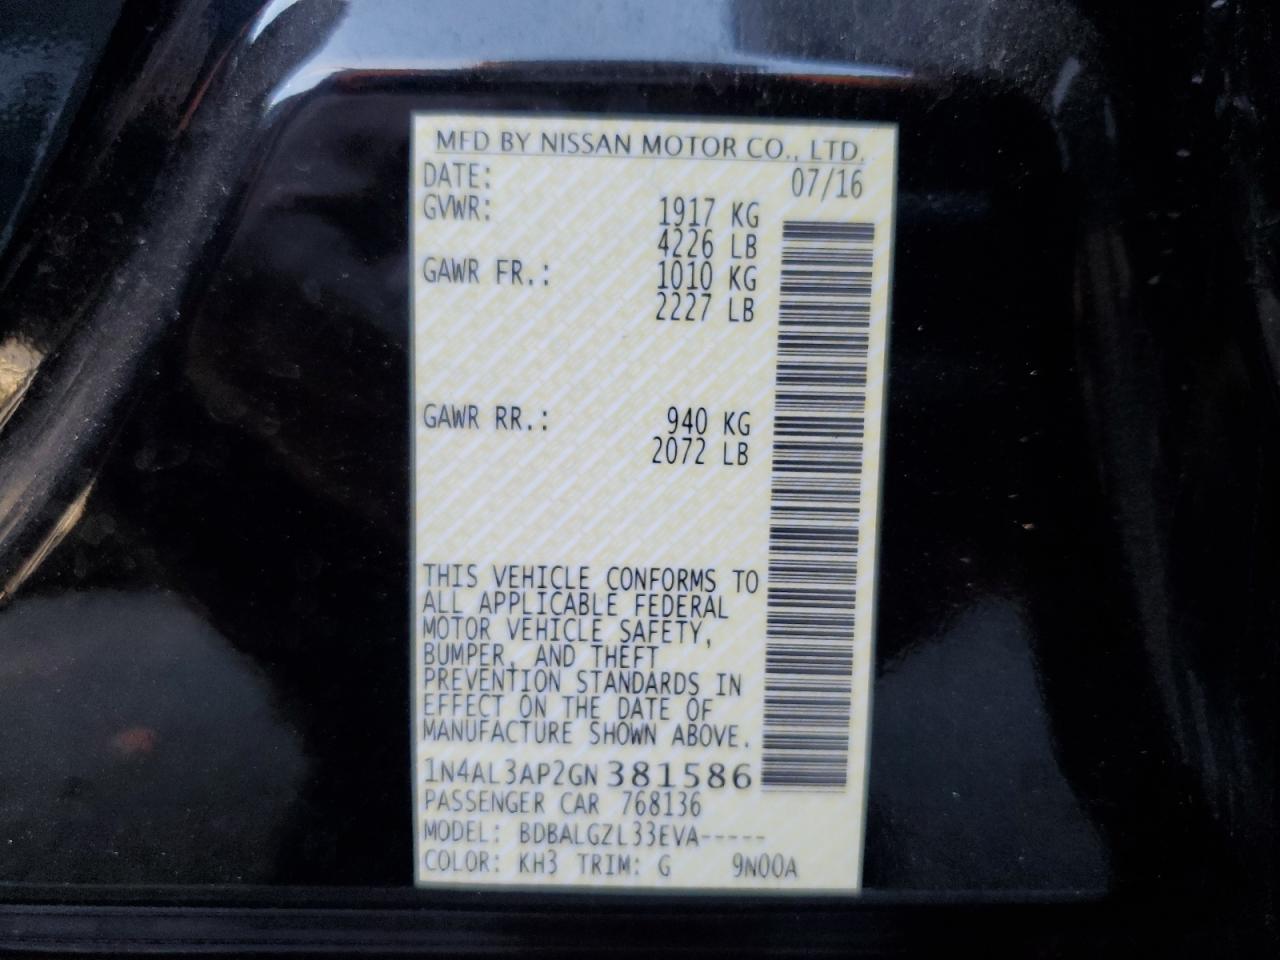 MFD BY NISSAN MOTOR CO., LTD.
DATE: 07/16
GVWR: 1917 KG
4226 LB
GAWR FR.: 1010 KG
2227 LB
GAWR RR.: 940 KG
2072 LB
THIS VEHICLE CONFORMS TO
ALL APPLICABLE FEDERAL
MOTOR VEHICLE SAFETY,
BUMPER, AND THEFT
PREVENTION STANDARDS IN
EFFECT ON THE DATE OF
MANUFACTURE SHOWN ABOVE.
1N4AL3AP2GN381586
PASSENGER CAR 768136
MODEL: BDBALGZL33EVA-----
COLOR: KH3 TRIM: G 9N00A